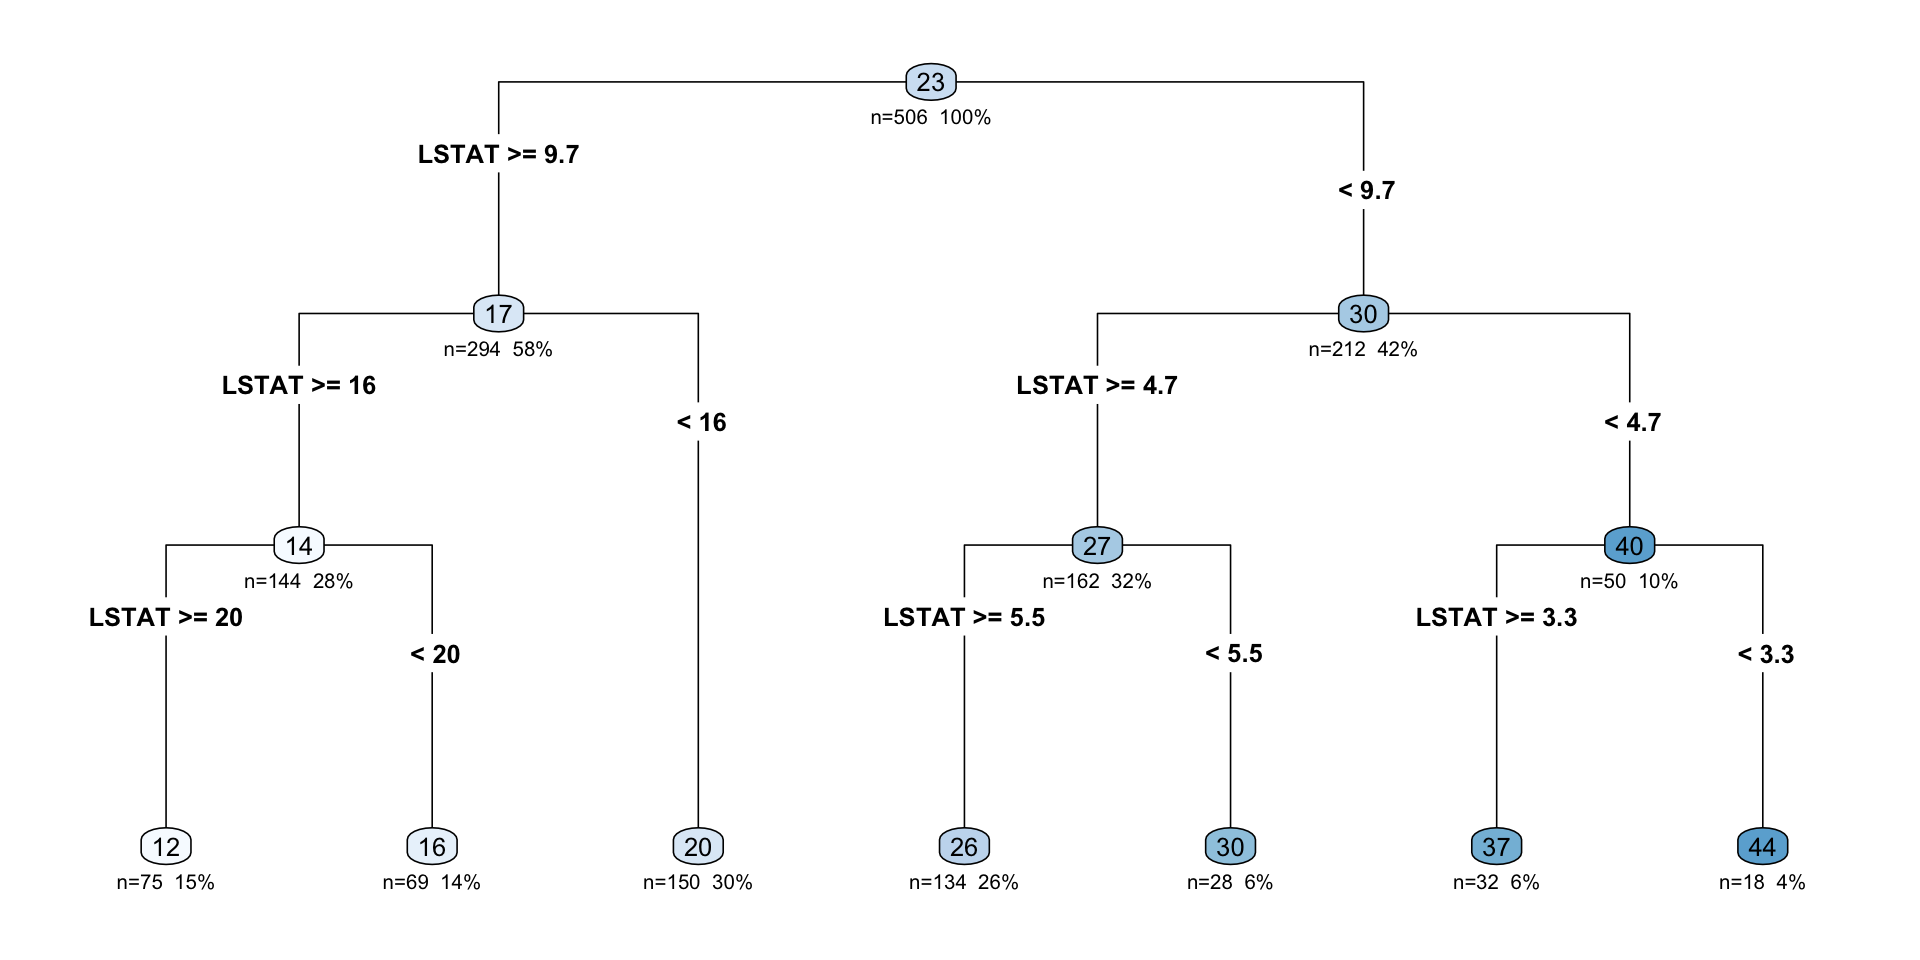 23
n=506 100%
LSTAT >= 9.7
< 9.7
17
30
n=294 58%
n=212 42%
LSTAT >= 16
LSTAT >= 4.7
< 16
< 4.7
14
27
40
n=144 28%
n=162 32%
n=50 10%
LSTAT >= 20
LSTAT >= 5.5
LSTAT >= 3.3
< 20
< 5.5
< 3.3
12
16
20
26
30
37
44
n=75 15%
n=69 14%
n=150 30%
n=134 26%
n=28 6%
n=32 6%
n=18 4%